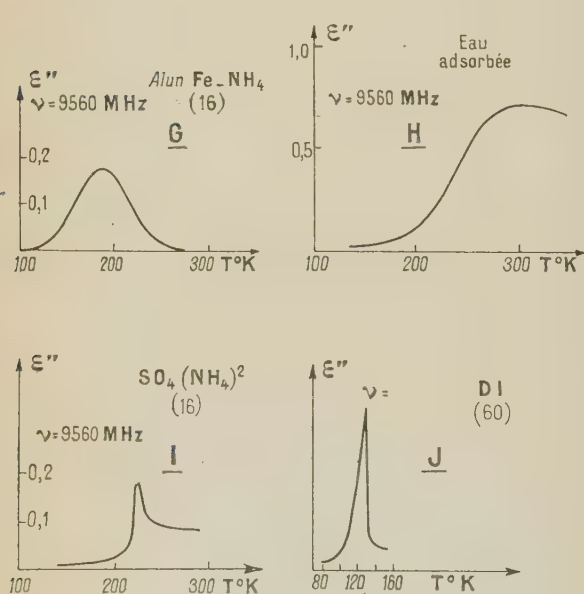 ε"
Alun Fe-NH4
ν=9560 MHz (16)
G
0,2
0,1
100 200 300 T°K
ε"
Eau
adsorbée
1,0
ν=9560 MHz
0,5
H
100 200 300 T°K
ε"
SO4(NH4)²
(16)
ν=9560 MHz
I
0,2
0,1
100 200 300 T°K
ε"
ν= DI
(60)
J
80 120 160 T°K